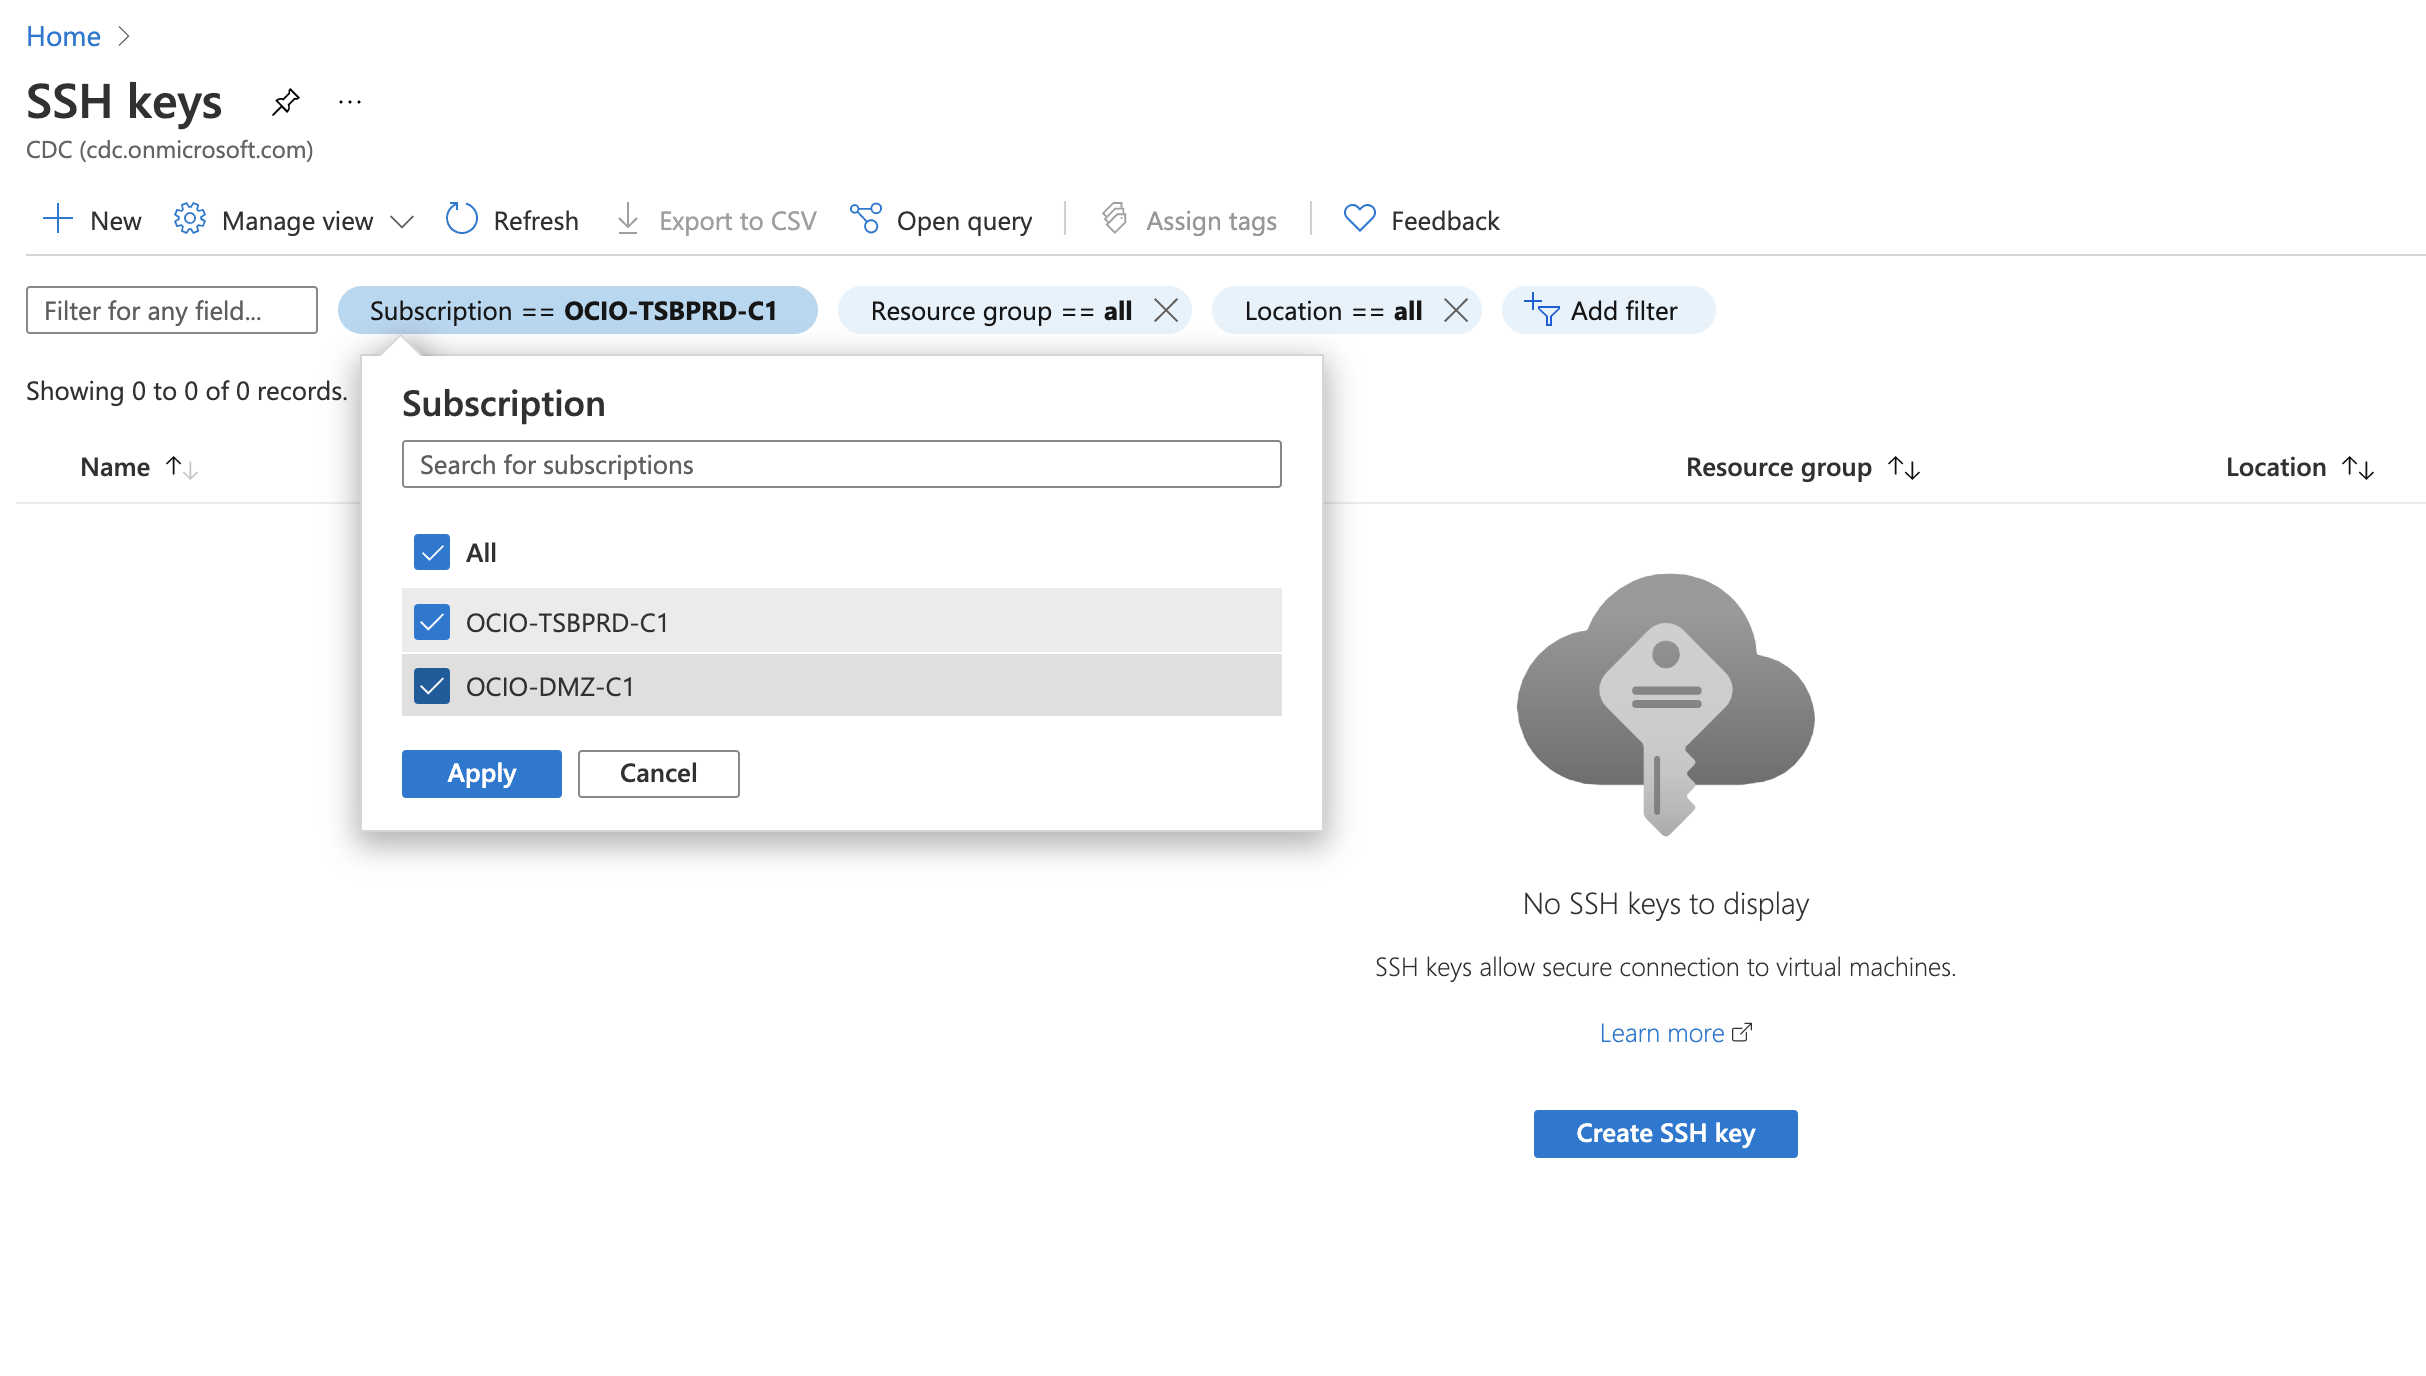 Home
SSH keys
CDC (cdc.onmicrosoft.com)
New Manage view Refresh Export to CSV Open query Assign tags Feedback
Filter for any field... Subscription == OCIO-TSBPRD-C1 Resource group == all Location == all Add filter
Showing 0 to 0 of 0 records.
Subscription
Search for subscriptions
All
OCIO-TSBPRD-C1
OCIO-DMZ-C1
Apply Cancel
Name Resource group Location
No SSH keys to display
SSH keys allow secure connection to virtual machines.
Learn more
Create SSH key